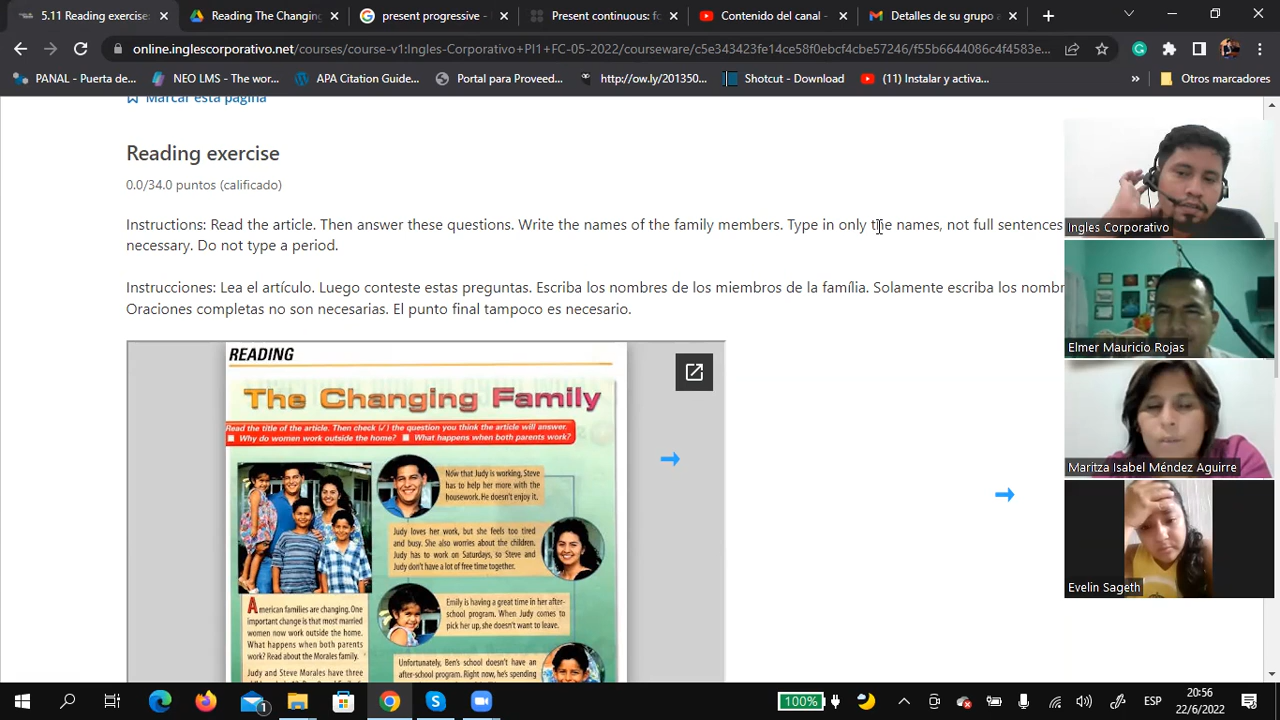 5.11 Reading exercise:
Reading The Changing
present progressive -
Present continuous: fo
Contenido del canal -
Detalles de su grupo a
online.inglescorporativo.net/courses/course-v1:Ingles-Corporativo+PI1+FC-05-2022/courseware/c5e343423fe14ce58f0ebcf4cbe57246/f55b6644086c4f4583e...
PANAL - Puerta de...
NEO LMS - The wor...
APA Citation Guide...
Portal para Proveed...
http://ow.ly/201350...
Shotcut - Download
(11) Instalar y activa...
»
Otros marcadores
Marcar esta página
Reading exercise
0.0/34.0 puntos (calificado)
Instructions: Read the article. Then answer these questions. Write the names of the family members. Type in only the names, not full sentences
necessary. Do not type a period.
Instrucciones: Lea el artículo. Luego conteste estas preguntas. Escriba los nombres de los miembros de la família. Solamente escriba los nombr
Oraciones completas no son necesarias. El punto final tampoco es necesario.
READING
The Changing Family
Read the title of the article. Then check (✓) the question you think the article will answer.
Why do women work outside the home? What happens when both parents work?
Now that Judy is working, Steve
has to help her more with the
housework. He doesn't enjoy it.
Judy loves her work, but she feels too tired
and busy. She also worries about the children.
Judy has to work on Saturdays, so Steve and
Judy don't have a lot of free time together.
American families are changing. One
important change is that most married
women now work outside the home.
What happens when both parents
work? Read about the Morales family.
Judy and Steve Morales have three
Emily is having a great time in her after-
school program. When Judy comes to
pick her up, she doesn't want to leave.
Unfortunately, Ben's school doesn't have an
after-school program. Right now, he's spending
Ingles Corporativo
Elmer Mauricio Rojas
Maritza Isabel Méndez Aguirre
Evelin Sageth
1
100%
ESP
20:56
22/6/2022